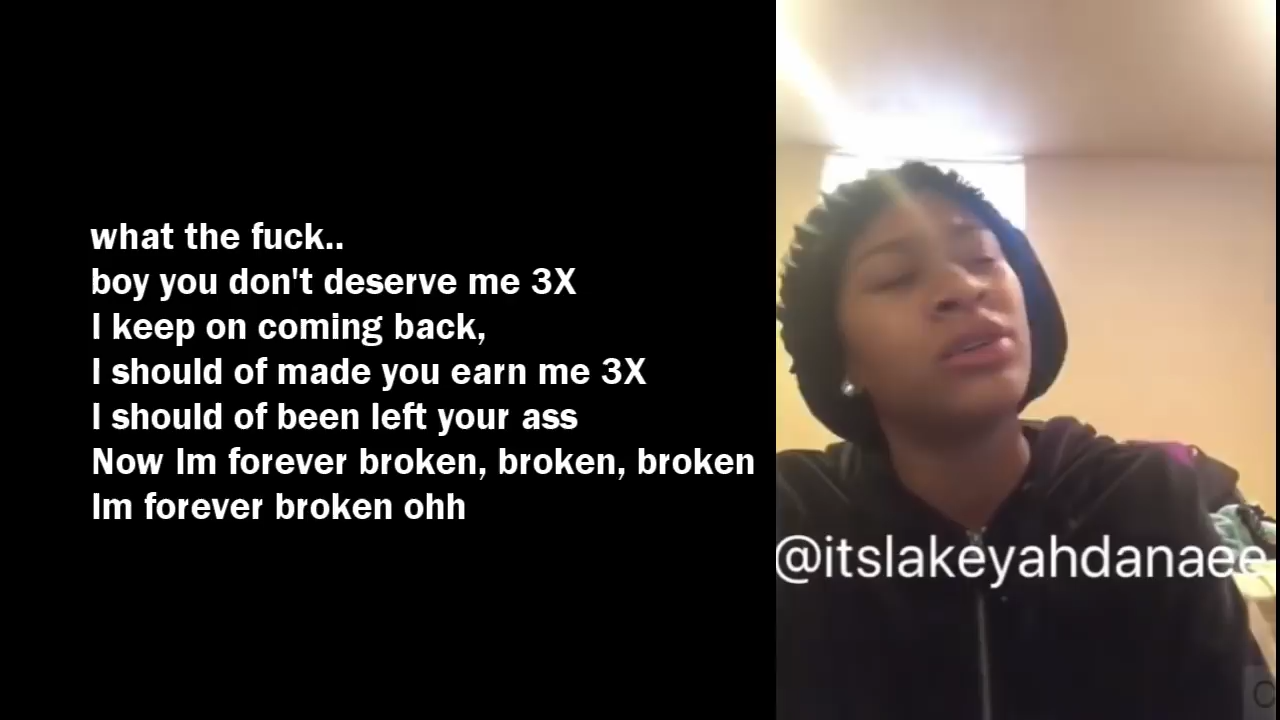 what the fuck..
boy you don't deserve me 3X
I keep on coming back,
I should of made you earn me 3X
I should of been left your ass
Now Im forever broken, broken, broken
Im forever broken ohh
@itslakeyahdanaee